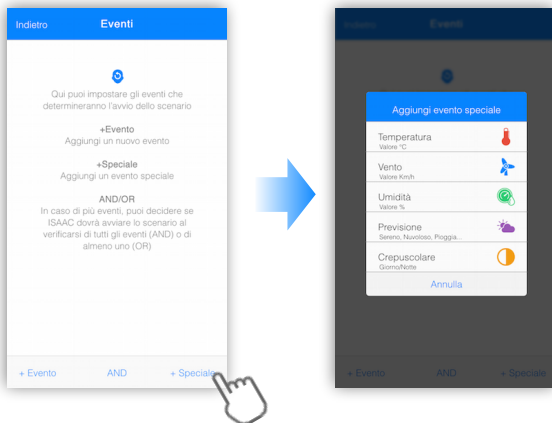 Indietro Eventi
Qui puoi impostare gli eventi che
determineranno l'avvio dello scenario
+Evento
Aggiungi un nuovo evento
+Speciale
Aggiungi un evento speciale
AND/OR
In caso di più eventi, puoi decidere se
ISAAC dovrà avviare lo scenario al
verificarsi di tutti gli eventi (AND) o di
almeno uno (OR)
+ Evento AND + Speciale
Indietro Eventi
Aggiungi evento speciale
Temperatura
Valore °C
Vento
Valore Km/h
Umidità
Valore %
Previsione
Sereno, Nuvoloso, Pioggia...
Crepuscolare
Giorno/Notte
Annulla
+ Evento AND + Speciale